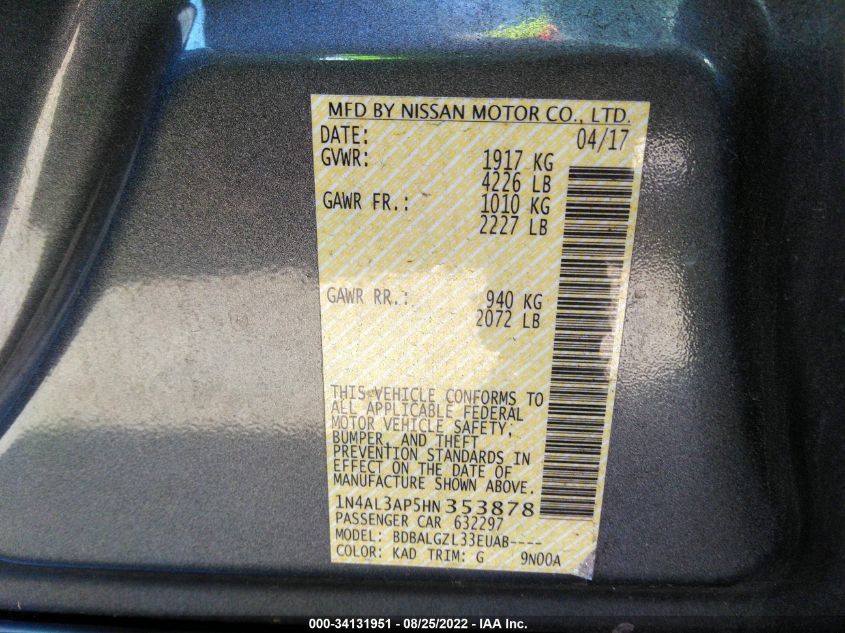 MFD BY NISSAN MOTOR CO., LTD.
DATE: 04/17
GVWR: 1917 KG
4226 LB
GAWR FR.: 1010 KG
2227 LB
GAWR RR.: 940 KG
2072 LB
THIS VEHICLE CONFORMS TO
ALL APPLICABLE FEDERAL
MOTOR VEHICLE SAFETY,
BUMPER, AND THEFT
PREVENTION STANDARDS IN
EFFECT ON THE DATE OF
MANUFACTURE SHOWN ABOVE.
1N4AL3AP5HN353878
PASSENGER CAR 632297
MODEL: BDBALGZL33EUAB----
COLOR: KAD TRIM: G 9N00A
000-34131951 - 08/25/2022 - IAA Inc.